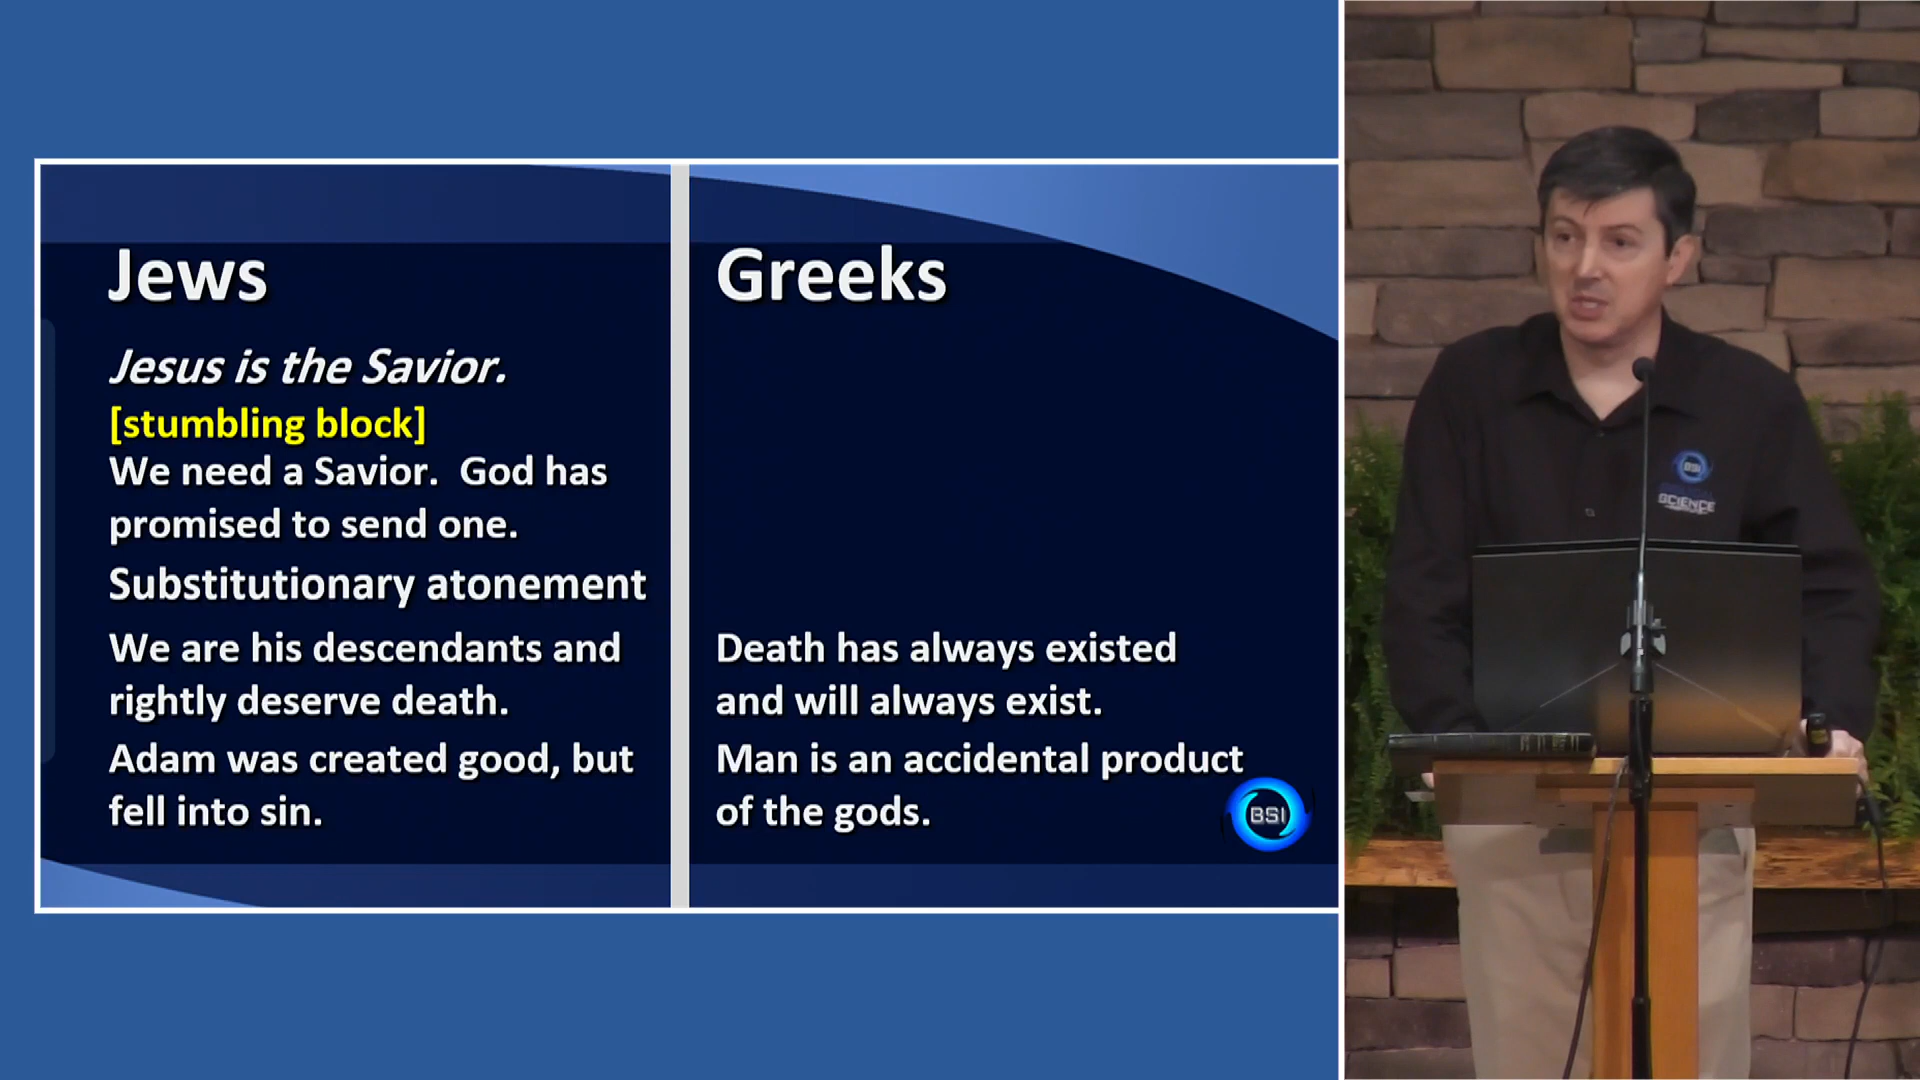 Jews
Jesus is the Savior.
[stumbling block]
We need a Savior. God has
promised to send one.
Substitutionary atonement
We are his descendants and
rightly deserve death.
Adam was created good, but
fell into sin.
Greeks
Death has always existed
and will always exist.
Man is an accidental product
of the gods.
BSI
BSI
SCIENCE